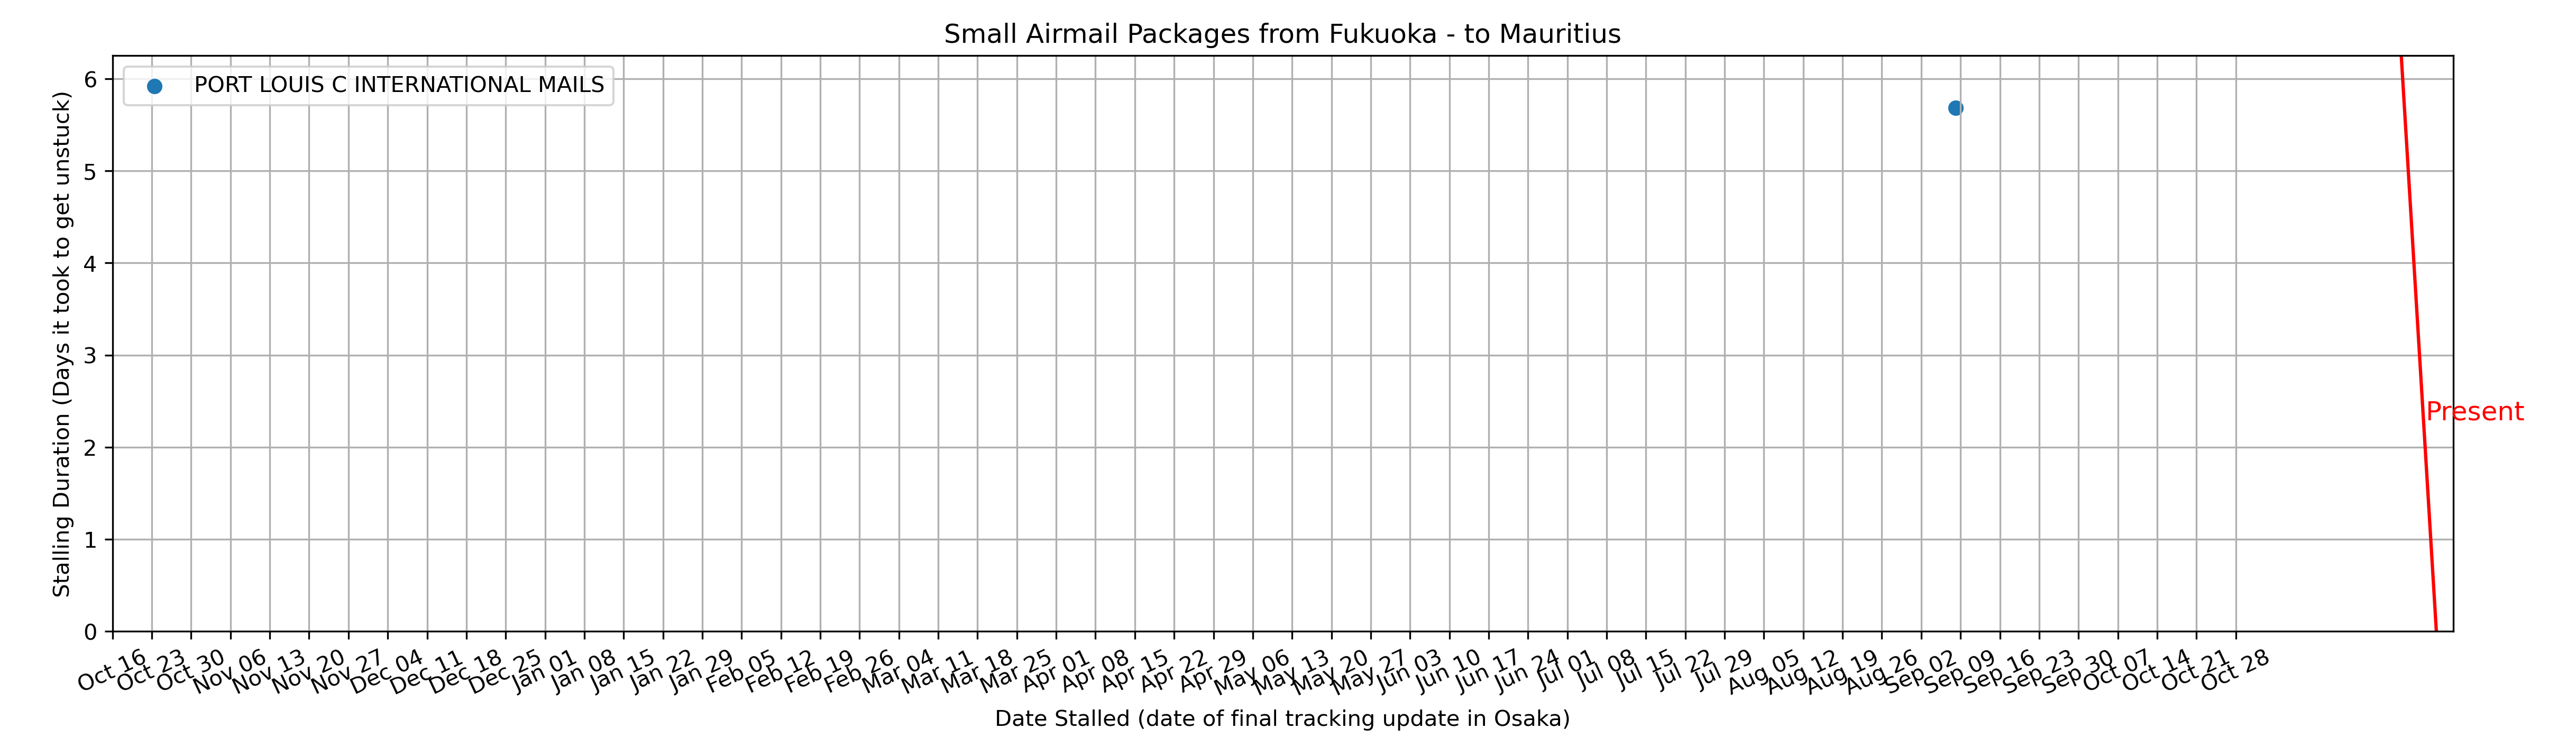 Small Airmail Packages from Fukuoka - to Mauritius
PORT LOUIS C INTERNATIONAL MAILS
Stalling Duration (Days it took to get unstuck)
6
5
4
3
2
1
0
Present
Oct 16
Oct 23
Oct 30
Nov 06
Nov 13
Nov 20
Nov 27
Dec 04
Dec 11
Dec 18
Dec 25
Jan 01
Jan 08
Jan 15
Jan 22
Jan 29
Feb 05
Feb 12
Feb 19
Feb 26
Mar 04
Mar 11
Mar 18
Mar 25
Apr 01
Apr 08
Apr 15
Apr 22
Apr 29
May 06
May 13
May 20
May 27
Jun 03
Jun 10
Jun 17
Jun 24
Jul 01
Jul 08
Jul 15
Jul 22
Jul 29
Aug 05
Aug 12
Aug 19
Aug 26
Sep 02
Sep 09
Sep 16
Sep 23
Sep 30
Oct 07
Oct 14
Oct 21
Oct 28
Date Stalled (date of final tracking update in Osaka)